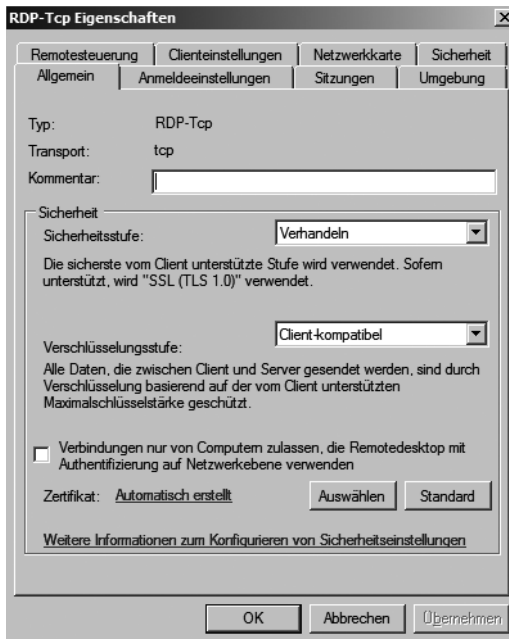 RDP-Tcp Eigenschaften
Remotesteuerung Clienteinstellungen Netzwerkkarte Sicherheit
Allgemein Anmeldeeinstellungen Sitzungen Umgebung
Typ: RDP-Tcp
Transport: tcp
Kommentar:
Sicherheit
Sicherheitsstufe: Verhandeln
Die sicherste vom Client unterstützte Stufe wird verwendet. Sofern
unterstützt, wird "SSL (TLS 1.0)" verwendet.
Verschlüsselungsstufe: Client-kompatibel
Alle Daten, die zwischen Client und Server gesendet werden, sind durch
Verschlüsselung basierend auf der vom Client unterstützten
Maximalschlüsselstärke geschützt.
Verbindungen nur von Computern zulassen, die Remotedesktop mit
Authentifizierung auf Netzwerkebene verwenden
Zertifikat: Automatisch erstellt Auswählen Standard
Weitere Informationen zum Konfigurieren von Sicherheitseinstellungen
OK Abbrechen Übernehmen